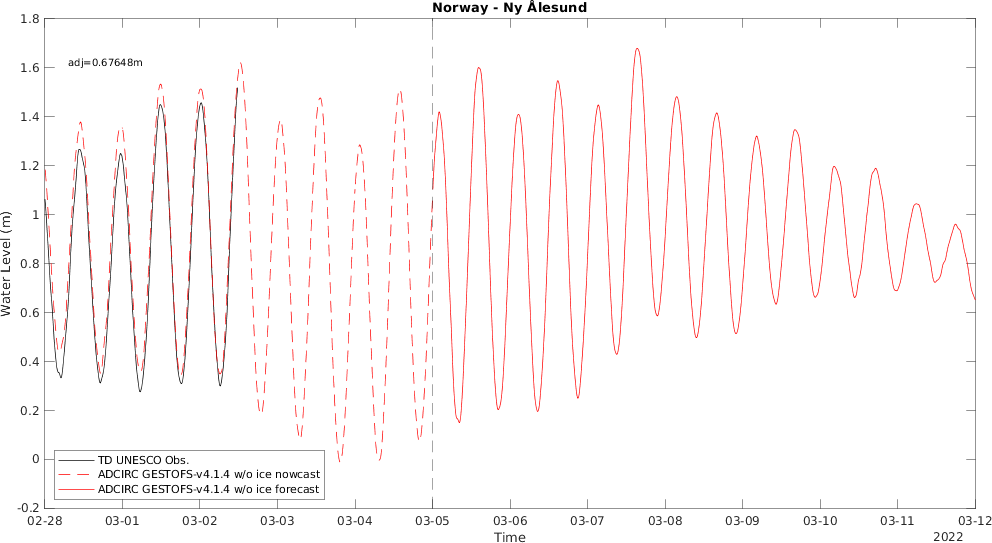 Norway - Ny Ålesund
adj=0.67648m
Water Level (m)
1.8
1.6
1.4
1.2
1
0.8
0.6
0.4
0.2
0
-0.2
TD UNESCO Obs.
ADCIRC GESTOFS-v4.1.4 w/o ice nowcast
ADCIRC GESTOFS-v4.1.4 w/o ice forecast
02-28 03-01 03-02 03-03 03-04 03-05 03-06 03-07 03-08 03-09 03-10 03-11 03-12
Time
2022